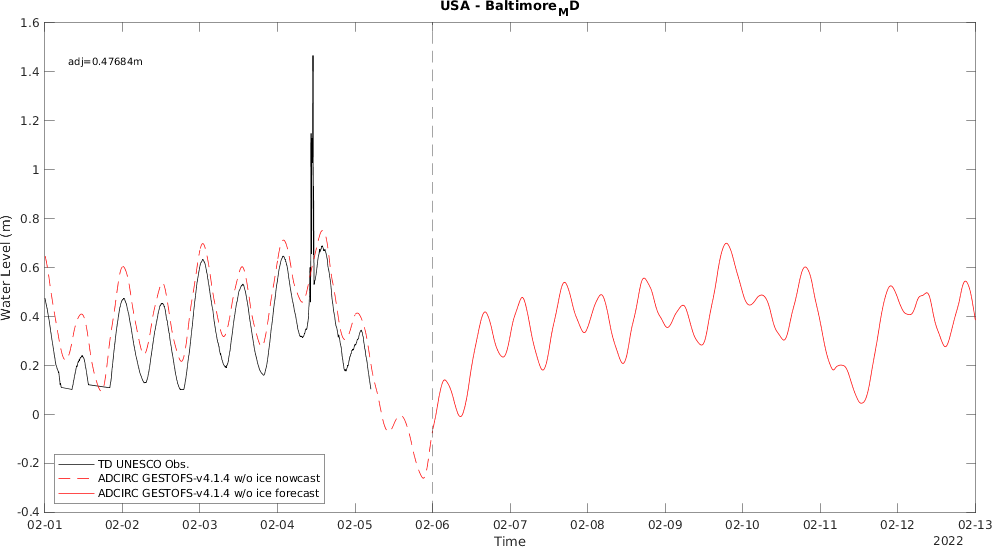 USA - Baltimore_MD
adj=0.47684m
Water Level (m)
1.6
1.4
1.2
1
0.8
0.6
0.4
0.2
0
-0.2
-0.4
TD UNESCO Obs.
ADCIRC GESTOFS-v4.1.4 w/o ice nowcast
ADCIRC GESTOFS-v4.1.4 w/o ice forecast
02-01 02-02 02-03 02-04 02-05 02-06 02-07 02-08 02-09 02-10 02-11 02-12 02-13
Time
2022